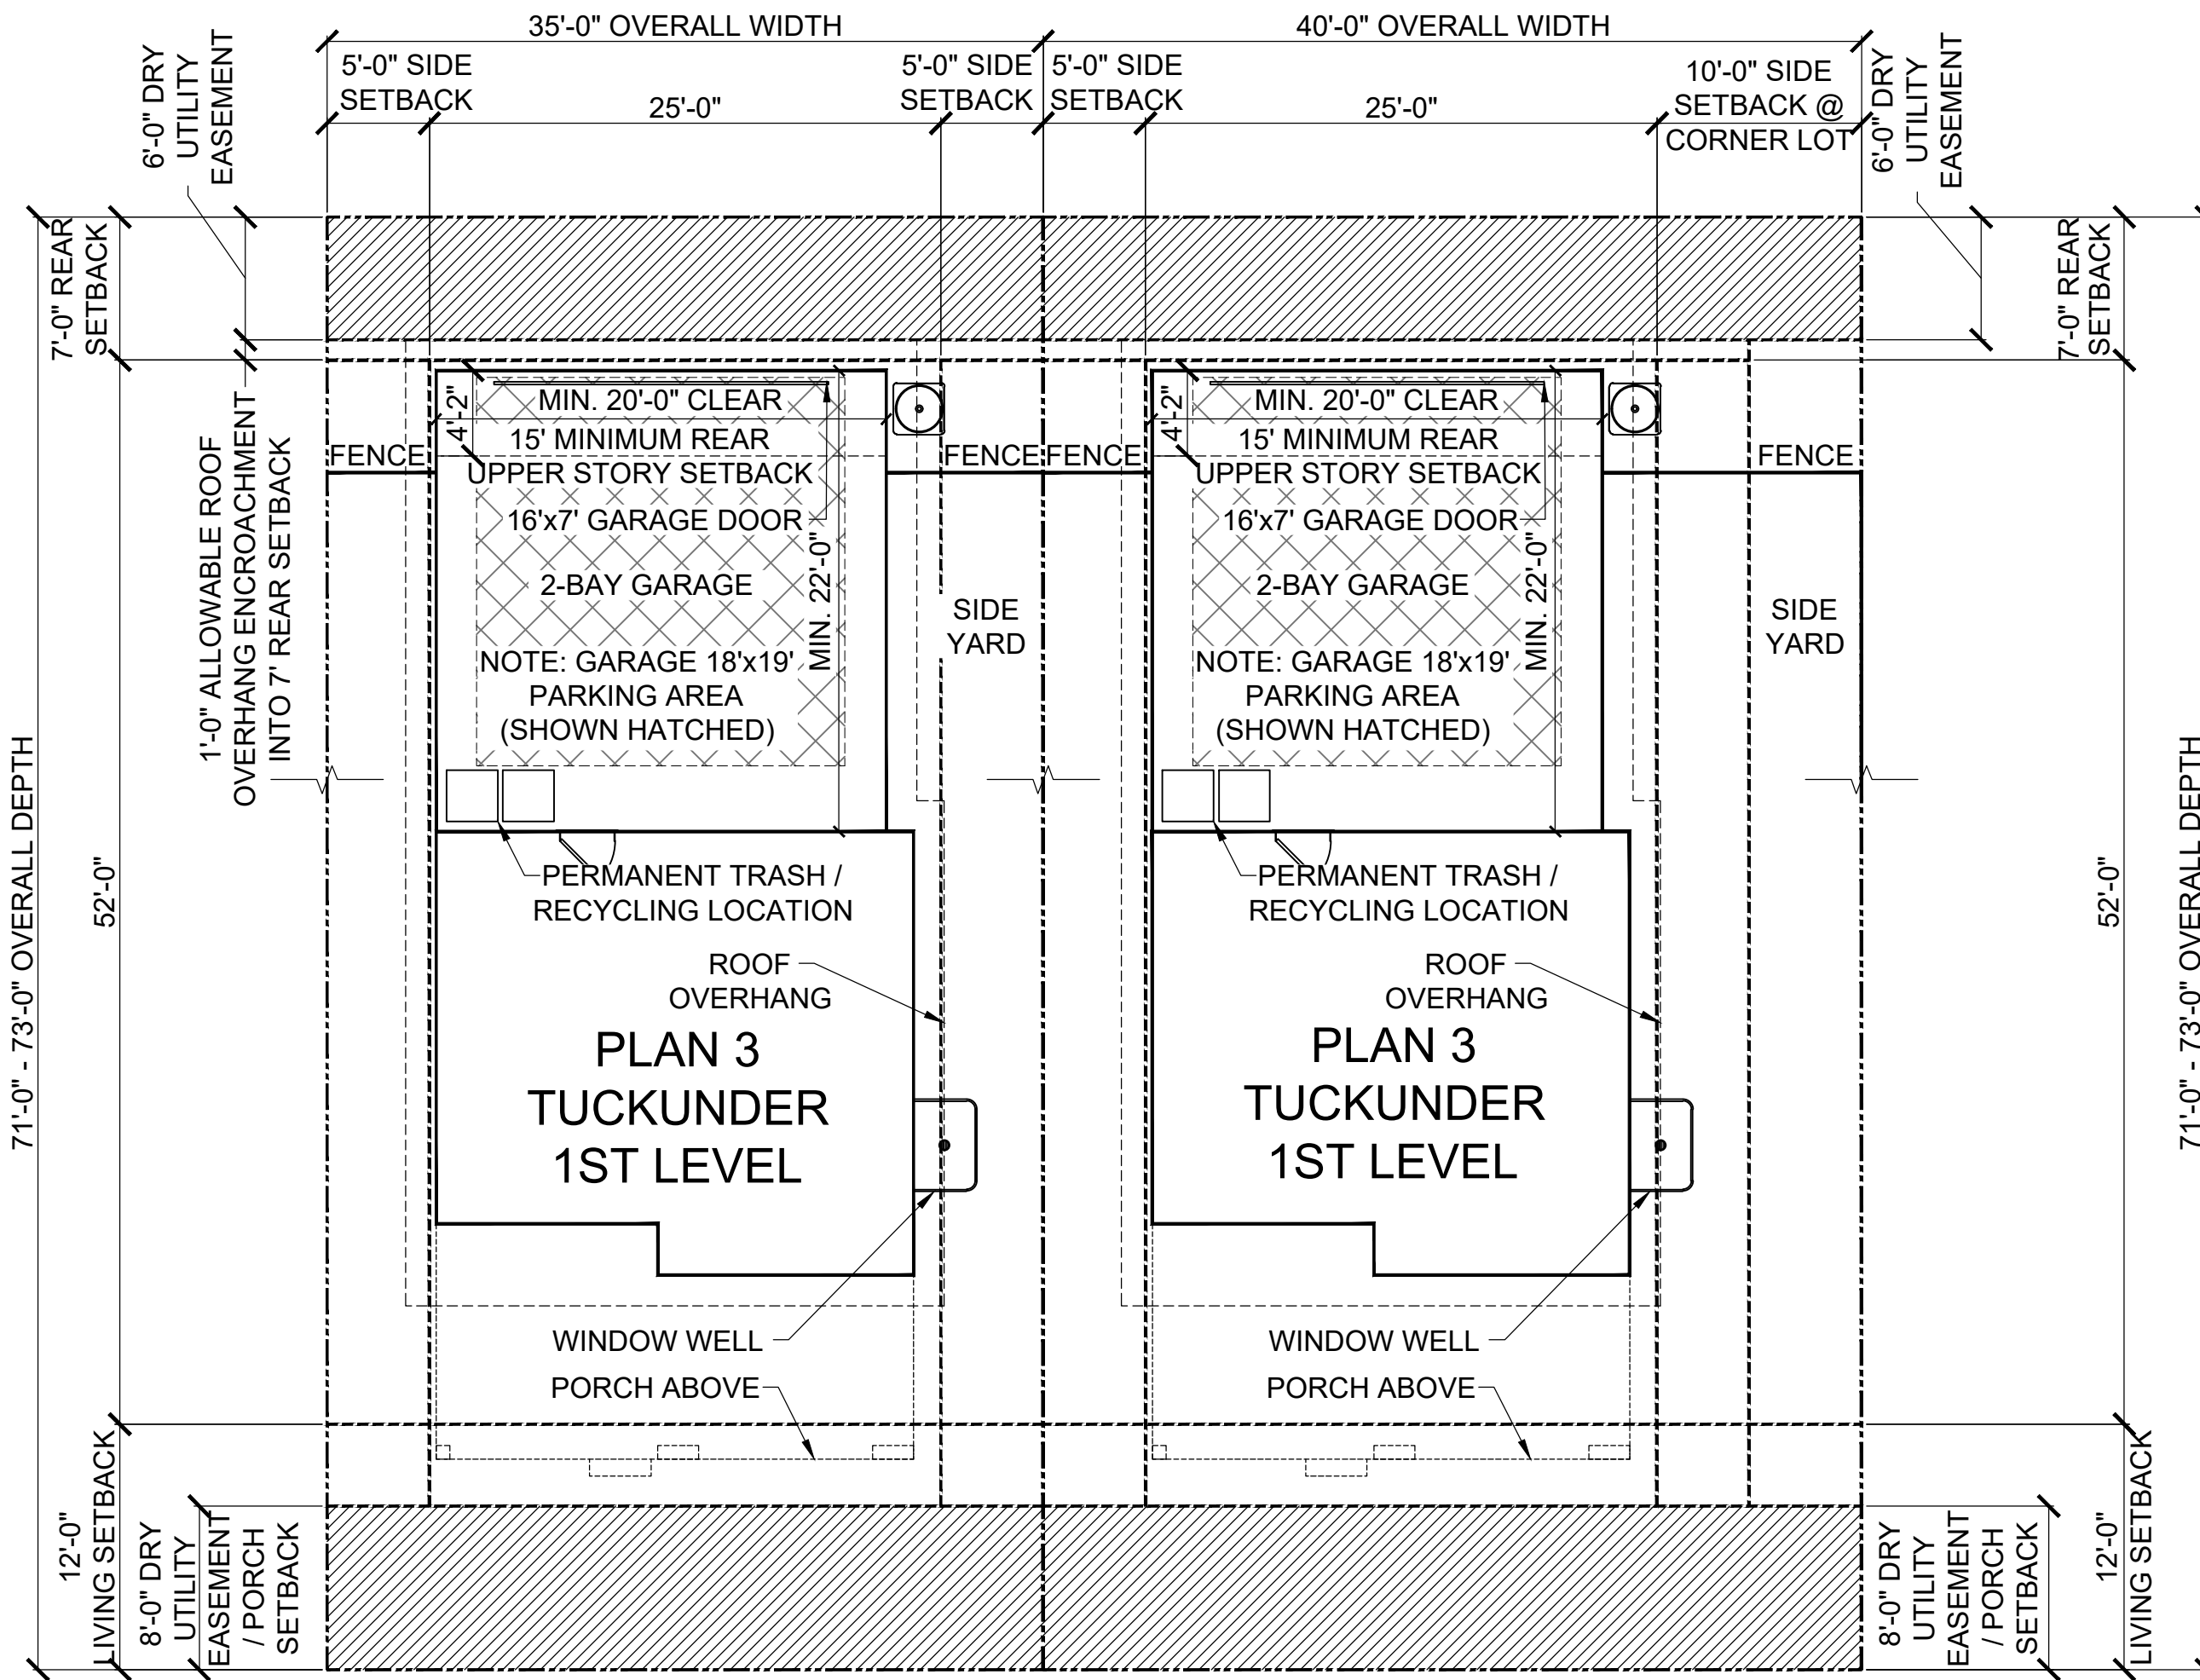 35'-0" OVERALL WIDTH
40'-0" OVERALL WIDTH
6'-0" DRY
UTILITY
EASEMENT
5'-0" SIDE
SETBACK
25'-0"
5'-0" SIDE
SETBACK
5'-0" SIDE
SETBACK
25'-0"
10'-0" SIDE
SETBACK @
CORNER LOT
6'-0" DRY
UTILITY
EASEMENT
7'-0" REAR
SETBACK
7'-0" REAR
SETBACK
1'-0" ALLOWABLE ROOF
OVERHANG ENCROACHMENT
INTO 7' REAR SETBACK
71'-0" - 73'-0" OVERALL DEPTH
52'-0"
FENCE
4'-2"
MIN. 20'-0" CLEAR
15' MINIMUM REAR
UPPER STORY SETBACK
16'x7' GARAGE DOOR
MIN. 22'-0"
2-BAY GARAGE
NOTE: GARAGE 18'x19'
PARKING AREA
(SHOWN HATCHED)
FENCE
SIDE
YARD
PERMANENT TRASH /
RECYCLING LOCATION
ROOF
OVERHANG
PLAN 3
TUCKUNDER
1ST LEVEL
WINDOW WELL
PORCH ABOVE
FENCE
4'-2"
MIN. 20'-0" CLEAR
15' MINIMUM REAR
UPPER STORY SETBACK
16'x7' GARAGE DOOR
MIN. 22'-0"
2-BAY GARAGE
NOTE: GARAGE 18'x19'
PARKING AREA
(SHOWN HATCHED)
FENCE
SIDE
YARD
PERMANENT TRASH /
RECYCLING LOCATION
ROOF
OVERHANG
PLAN 3
TUCKUNDER
1ST LEVEL
WINDOW WELL
PORCH ABOVE
52'-0"
71'-0" - 73'-0" OVERALL DEPTH
12'-0"
LIVING SETBACK
8'-0" DRY
UTILITY
EASEMENT
/ PORCH
SETBACK
8'-0" DRY
UTILITY
EASEMENT
/ PORCH
SETBACK
12'-0"
LIVING SETBACK